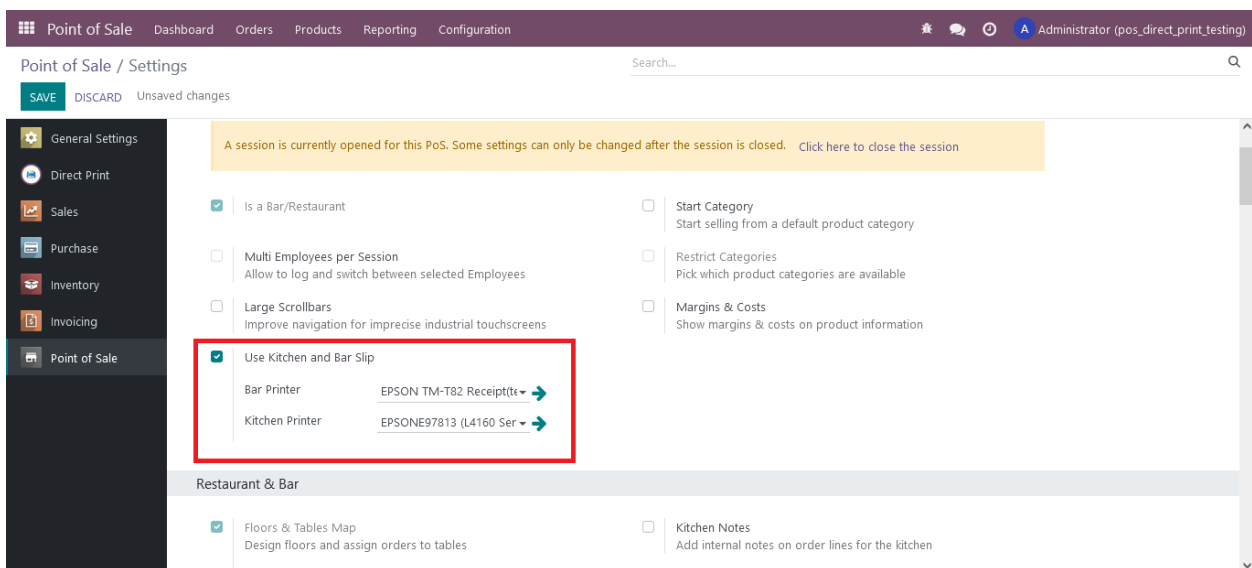 Point of Sale Dashboard Orders Products Reporting Configuration A Administrator (pos_direct_print_testing)
Point of Sale / Settings Search...
SAVE DISCARD Unsaved changes
General Settings
Direct Print
Sales
Purchase
Inventory
Invoicing
Point of Sale
A session is currently opened for this PoS. Some settings can only be changed after the session is closed. Click here to close the session
Is a Bar/Restaurant
Start Category
Start selling from a default product category
Multi Employees per Session
Allow to log and switch between selected Employees
Restrict Categories
Pick which product categories are available
Large Scrollbars
Improve navigation for imprecise industrial touchscreens
Margins & Costs
Show margins & costs on product information
Use Kitchen and Bar Slip
Bar Printer EPSON TM-T82 Receipt(te
Kitchen Printer EPSONE97813 (L4160 Ser
Restaurant & Bar
Floors & Tables Map
Design floors and assign orders to tables
Kitchen Notes
Add internal notes on order lines for the kitchen